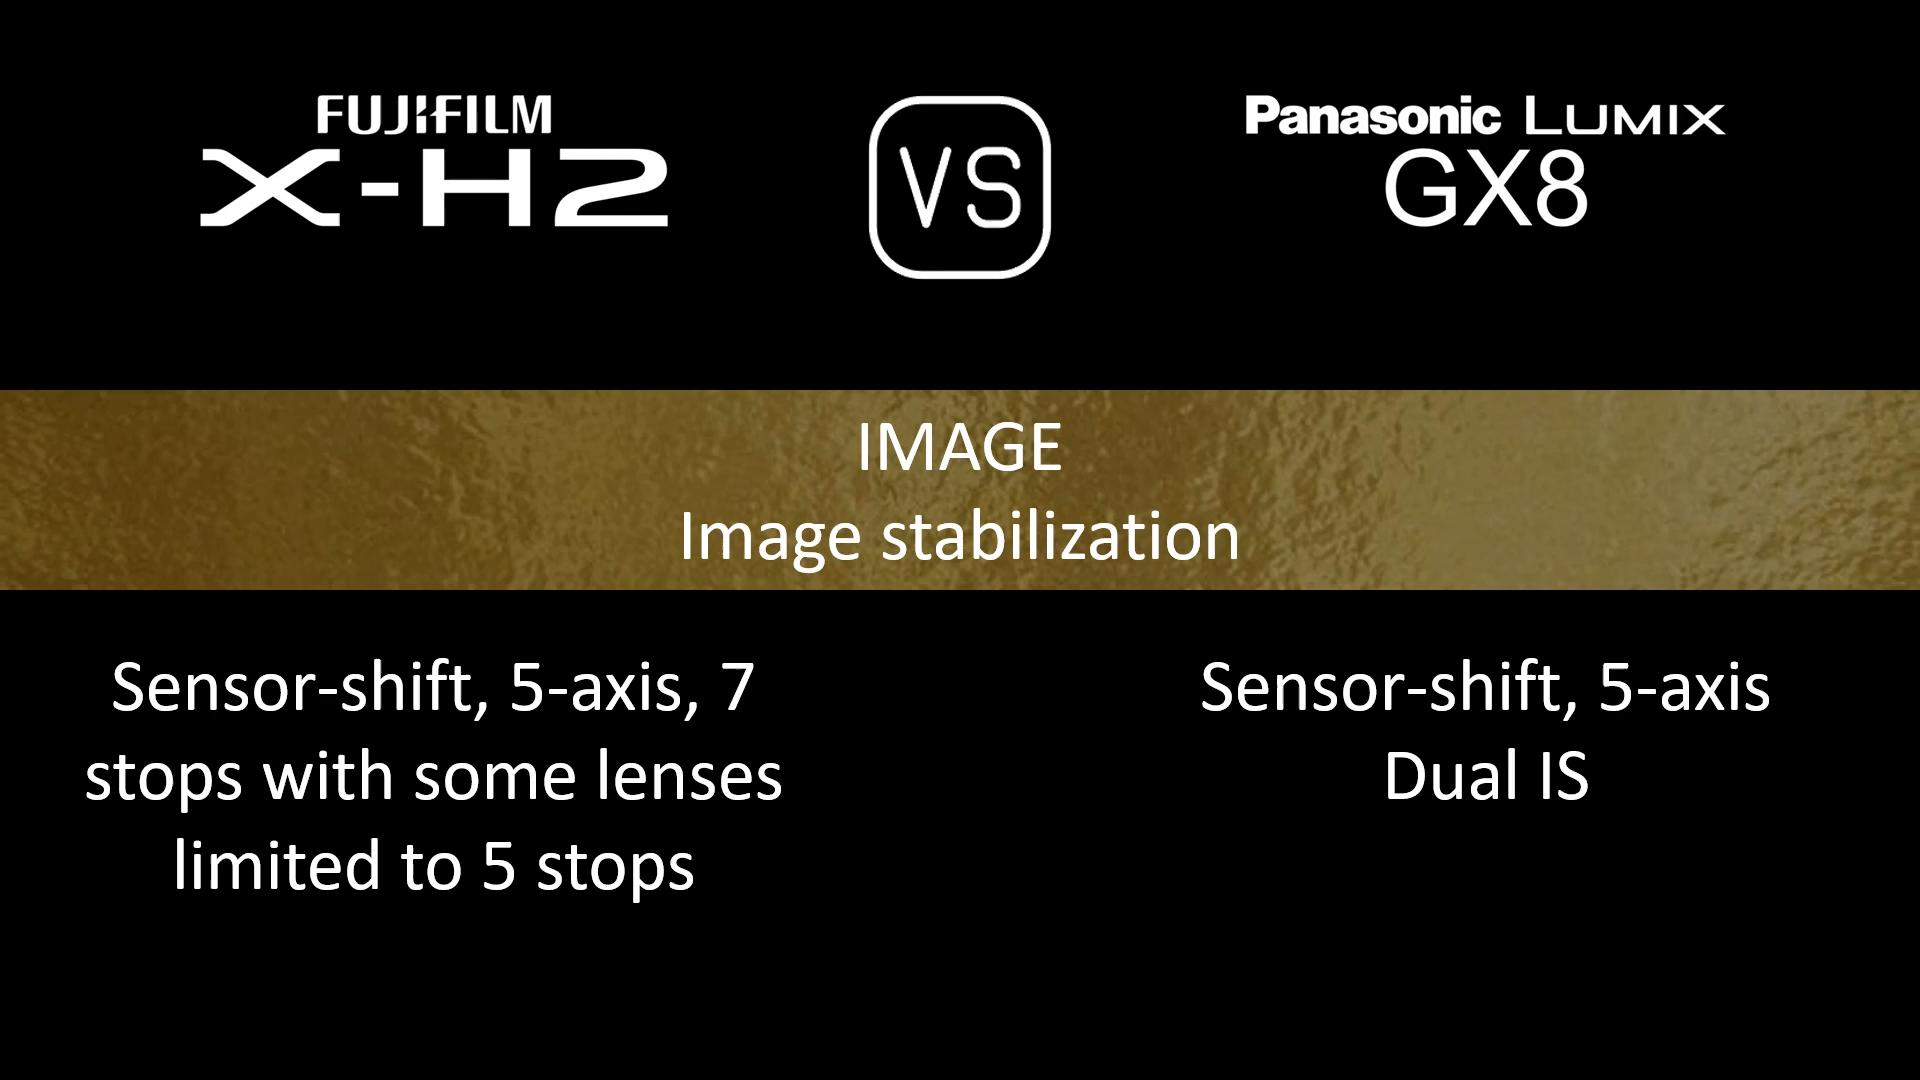 FUJIFILM
X-H2
VS
Panasonic LUMIX
GX8
IMAGE
Image stabilization
Sensor-shift, 5-axis, 7
stops with some lenses
limited to 5 stops
Sensor-shift, 5-axis
Dual IS